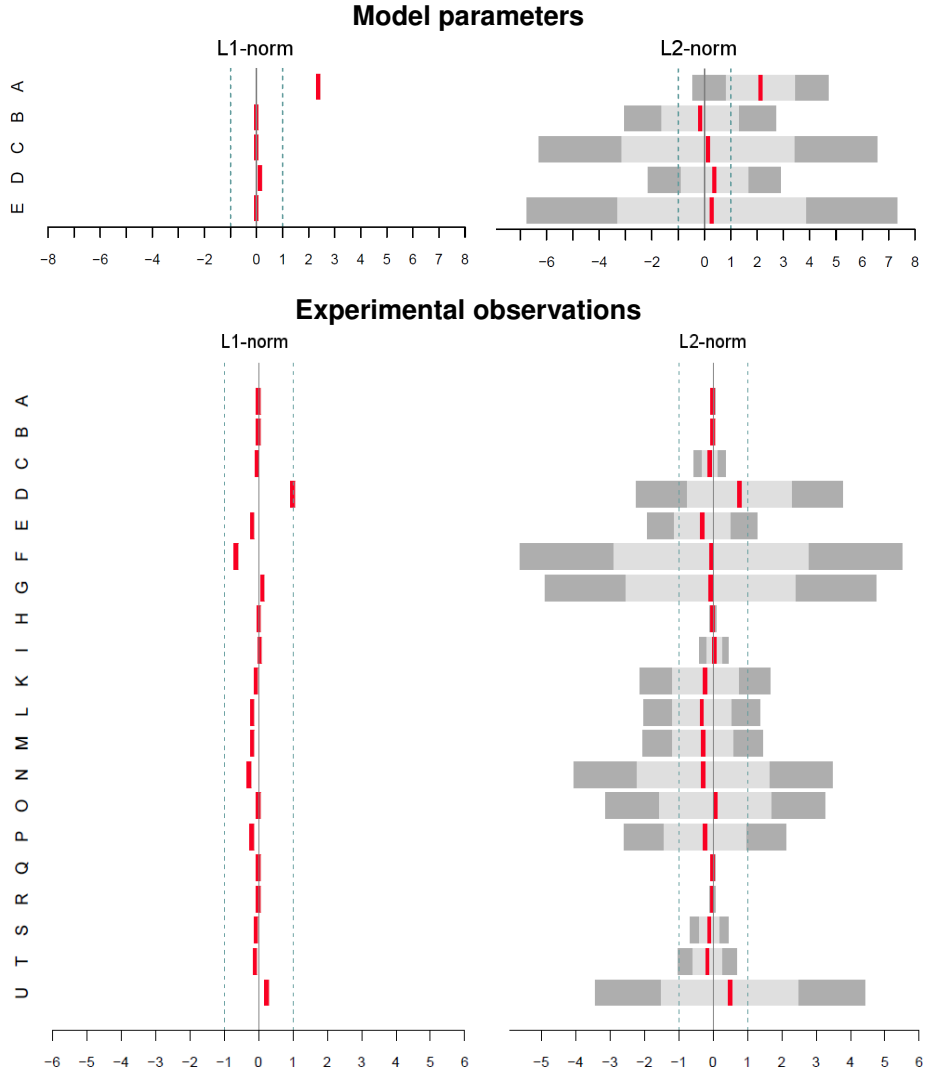 Model parameters
L1-norm L2-norm
A
B
C
D
E
−8 −6 −4 −2 0 1 2 3 4 5 6 7 8
−6 −4 −2 0 1 2 3 4 5 6 7 8
Experimental observations
L1-norm L2-norm
A
B
C
D
E
F
G
H
I
K
L
M
N
O
P
Q
R
S
T
U
−6 −5 −4 −3 −2 −1 0 1 2 3 4 5 6
−5 −4 −3 −2 −1 0 1 2 3 4 5 6